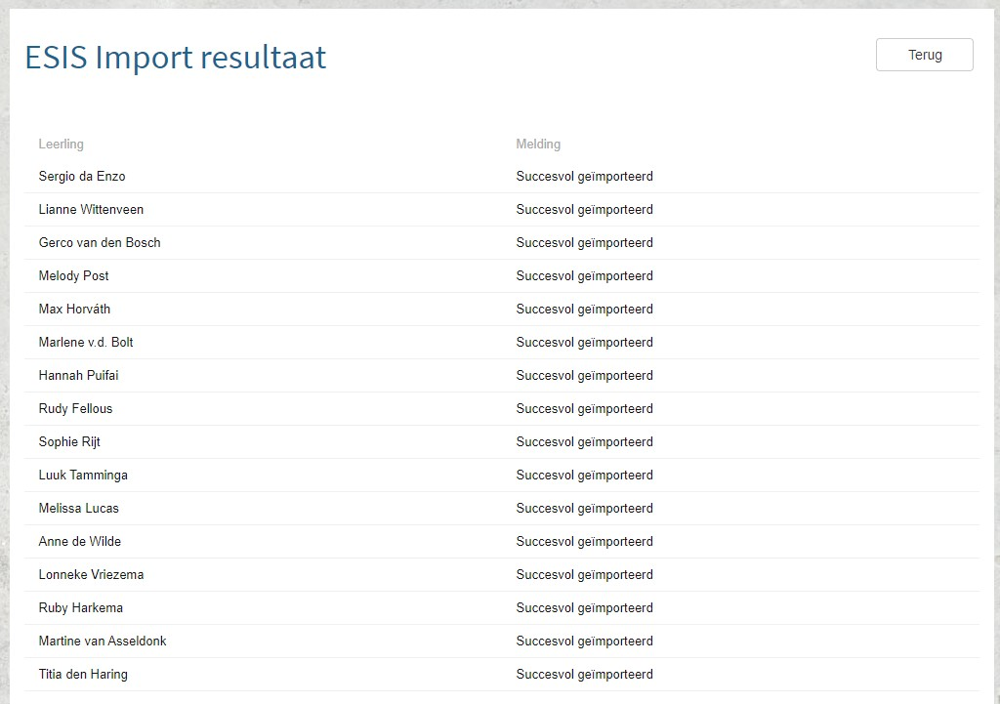 ESIS Import resultaat
Terug
Leerling Melding
Sergio da Enzo Succesvol geïmporteerd
Lianne Wittenveen Succesvol geïmporteerd
Gerco van den Bosch Succesvol geïmporteerd
Melody Post Succesvol geïmporteerd
Max Horváth Succesvol geïmporteerd
Marlene v.d. Bolt Succesvol geïmporteerd
Hannah Puifai Succesvol geïmporteerd
Rudy Fellous Succesvol geïmporteerd
Sophie Rijt Succesvol geïmporteerd
Luuk Tamminga Succesvol geïmporteerd
Melissa Lucas Succesvol geïmporteerd
Anne de Wilde Succesvol geïmporteerd
Lonneke Vriezema Succesvol geïmporteerd
Ruby Harkema Succesvol geïmporteerd
Martine van Asseldonk Succesvol geïmporteerd
Titia den Haring Succesvol geïmporteerd